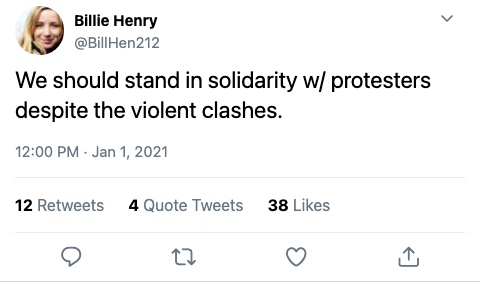 Billie Henry
@BillHen212
We should stand in solidarity w/ protesters
despite the violent clashes.
12:00 PM · Jan 1, 2021
12 Retweets 4 Quote Tweets 38 Likes